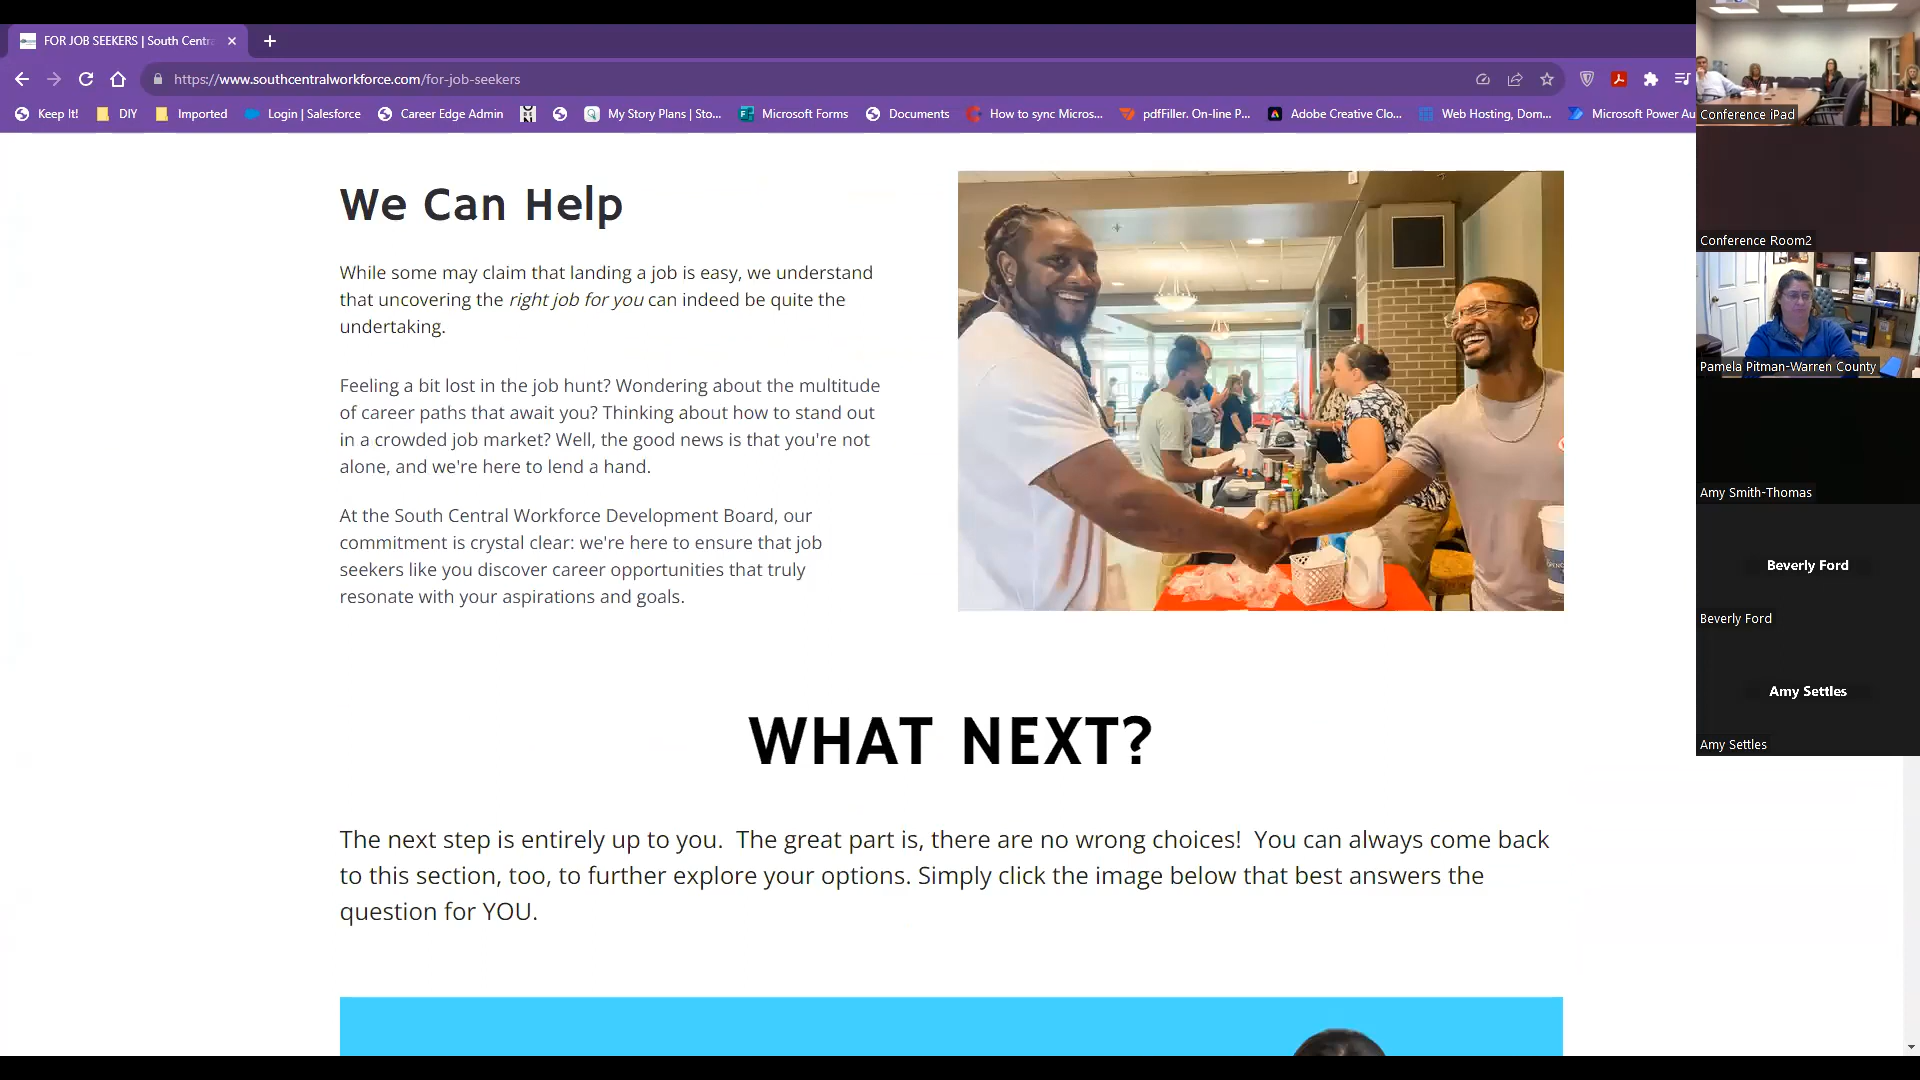 FOR JOB SEEKERS | South Centr
https://www.southcentralworkforce.com/for-job-seekers
Keep It!
DIY
Imported
Login | Salesforce
Career Edge Admin
My Story Plans | Sto...
Microsoft Forms
Documents
How to sync Micros...
pdfFiller. On-line P...
Adobe Creative Clo...
Web Hosting, Dom...
Microsoft Power Au
We Can Help
While some may claim that landing a job is easy, we understand
that uncovering the right job for you can indeed be quite the
undertaking.
Feeling a bit lost in the job hunt? Wondering about the multitude
of career paths that await you? Thinking about how to stand out
in a crowded job market? Well, the good news is that you're not
alone, and we're here to lend a hand.
At the South Central Workforce Development Board, our
commitment is crystal clear: we're here to ensure that job
seekers like you discover career opportunities that truly
resonate with your aspirations and goals.
WHAT NEXT?
The next step is entirely up to you.  The great part is, there are no wrong choices!  You can always come back
to this section, too, to further explore your options. Simply click the image below that best answers the
question for YOU.
Conference iPad
Conference Room2
Pamela Pitman-Warren County
Amy Smith-Thomas
Beverly Ford
Beverly Ford
Amy Settles
Amy Settles